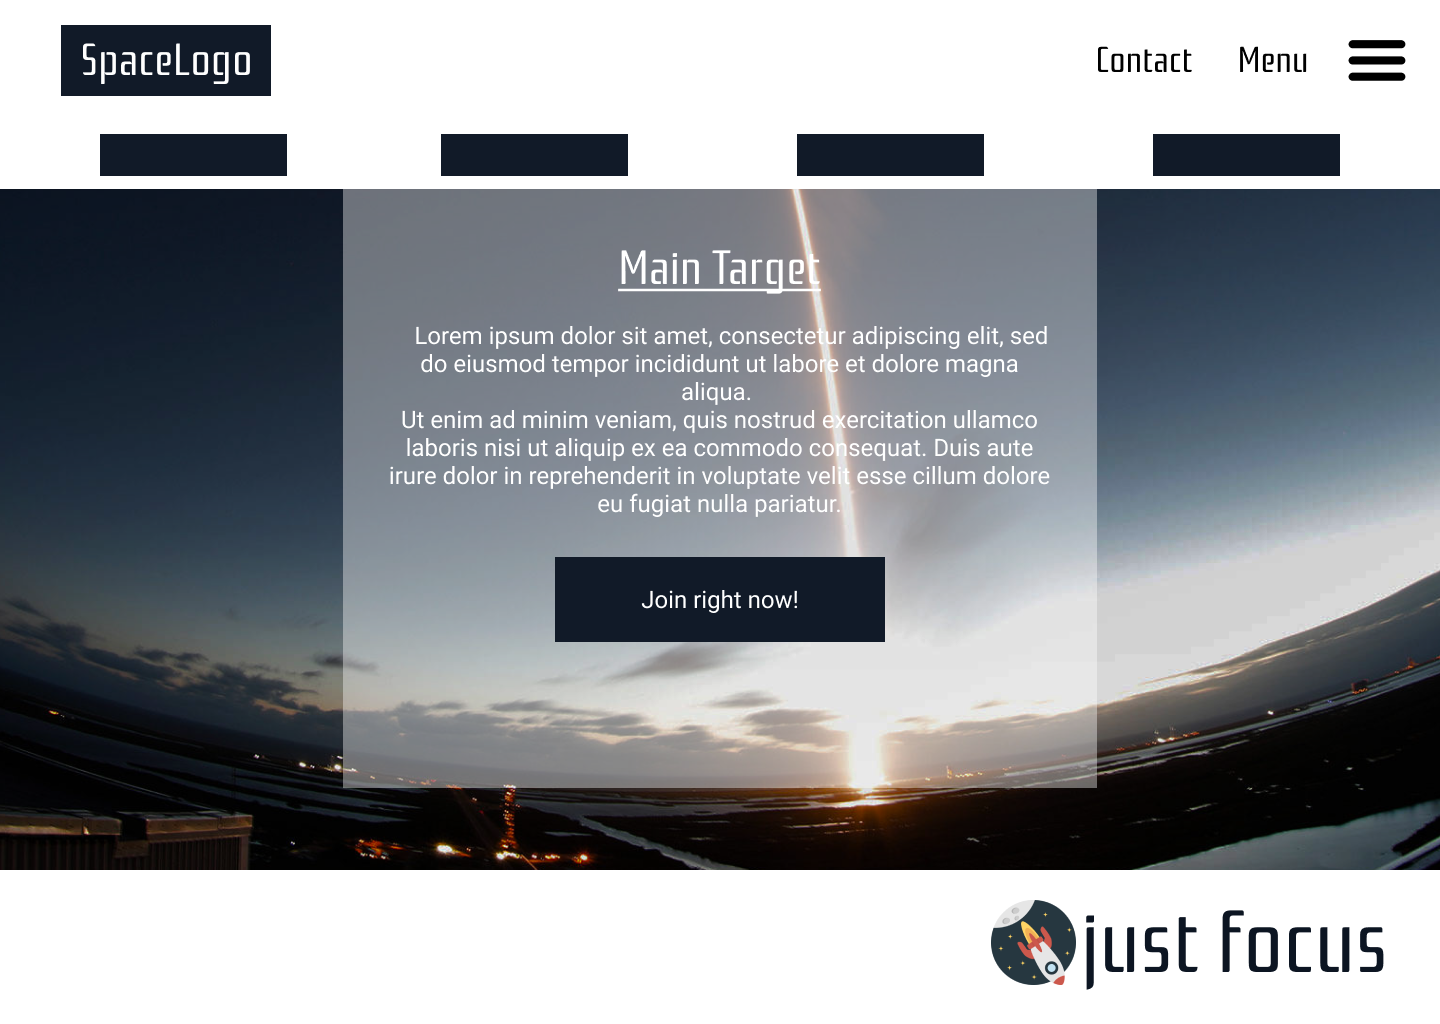 SpaceLogo
Contact Menu
Main Target
Lorem ipsum dolor sit amet, consectetur adipiscing elit, sed
do eiusmod tempor incididunt ut labore et dolore magna
aliqua.
Ut enim ad minim veniam, quis nostrud exercitation ullamco
laboris nisi ut aliquip ex ea commodo consequat. Duis aute
irure dolor in reprehenderit in voluptate velit esse cillum dolore
eu fugiat nulla pariatur.
Join right now!
just focus